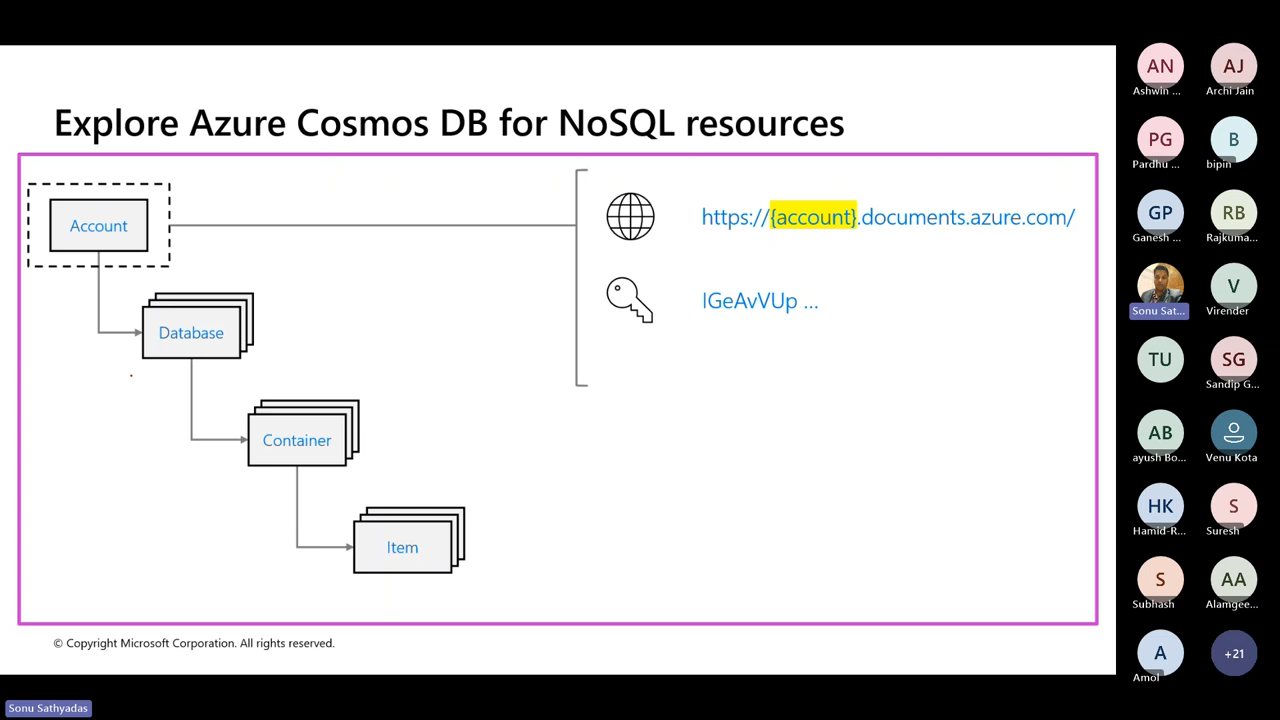 Explore Azure Cosmos DB for NoSQL resources
Account
https://{account}.documents.azure.com/
IGeAvVUp ...
Database
Container
Item
© Copyright Microsoft Corporation. All rights reserved.
AN
Ashwin ...
AJ
Archi Jain
PG
Pardhu ...
B
bipin
GP
Ganesh ...
RB
Rajkuma...
Sonu Sat...
V
Virender
TU
SG
Sandip G...
AB
ayush Bo...
Venu Kota
HK
Hamid-R...
S
Suresh
S
Subhash
AA
Alamgee...
A
Amol
+21
Sonu Sathyadas